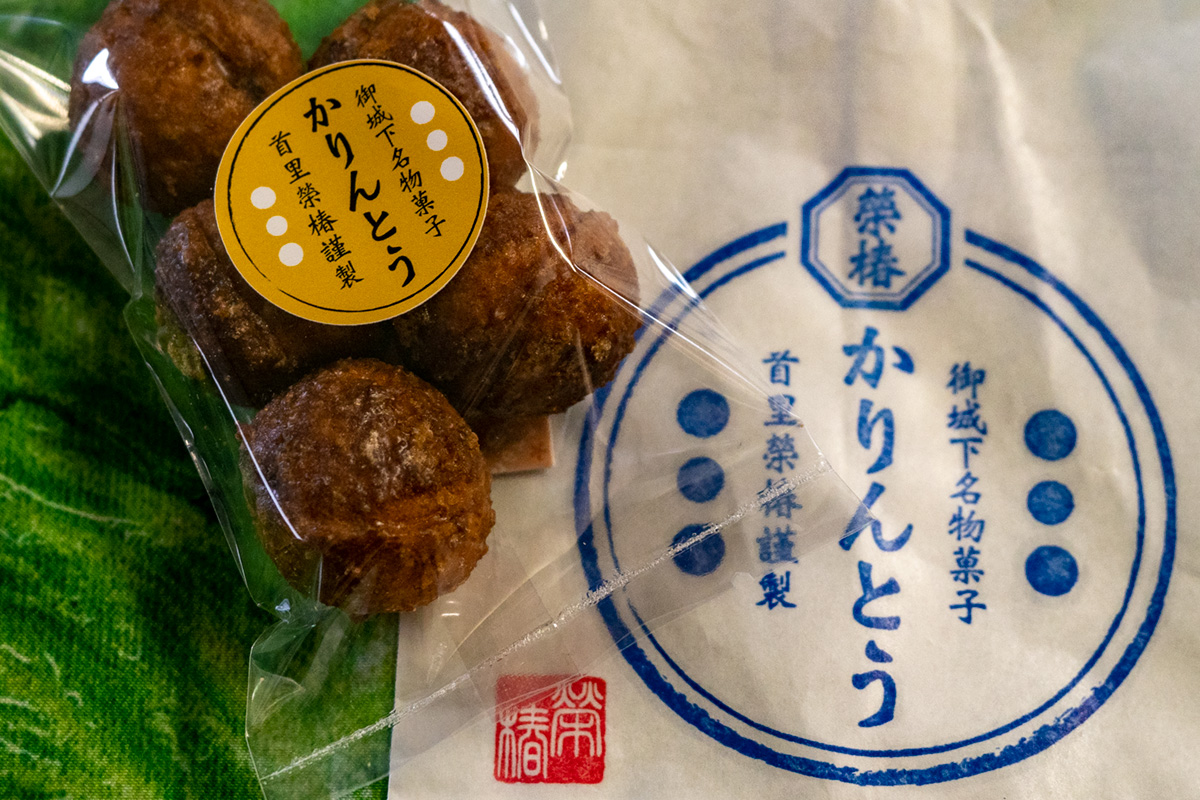 御城下名物菓子
かりんとう
首里榮椿謹製
榮椿
御城下名物菓子
かりんとう
首里榮椿謹製
榮椿